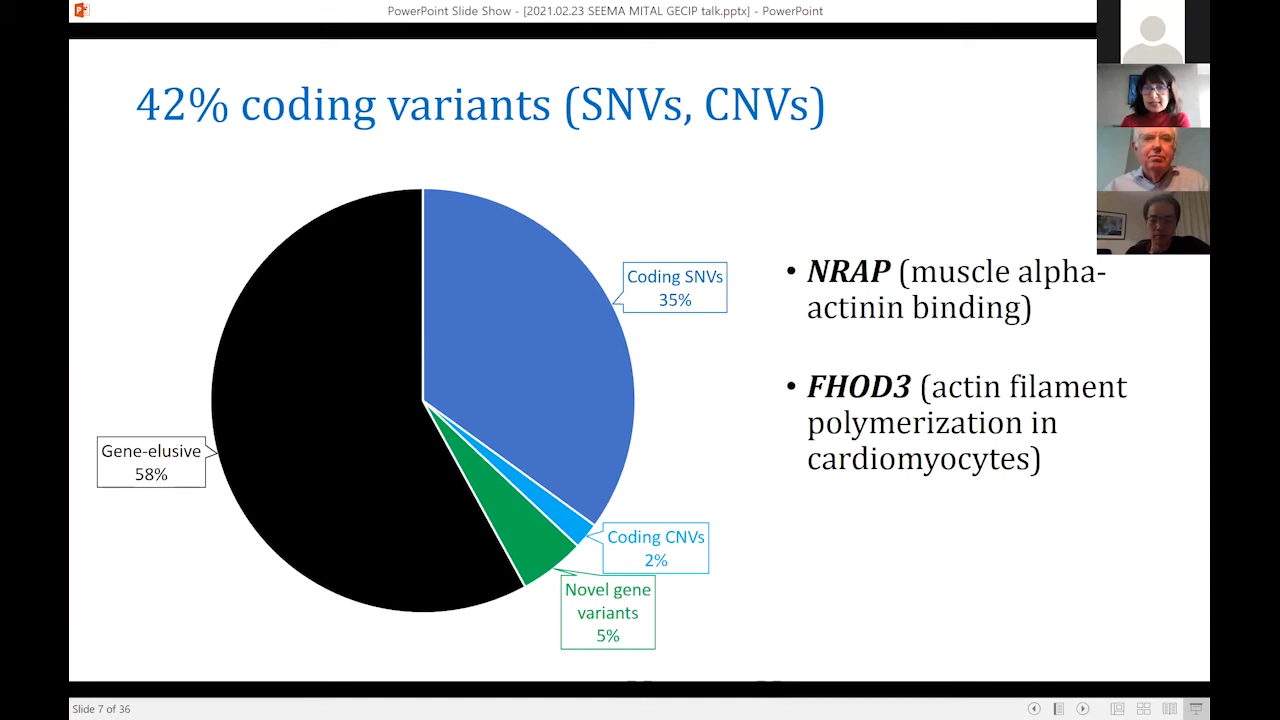 PowerPoint Slide Show - [2021.02.23 SEEMA MITAL GECIP talk.pptx] - PowerPoint
42% coding variants (SNVs, CNVs)
Coding SNVs
35%
• NRAP (muscle alpha-
actinin binding)
• FHOD3 (actin filament
polymerization in
cardiomyocytes)
Gene-elusive
58%
Coding CNVs
2%
Novel gene
variants
5%
Slide 7 of 36